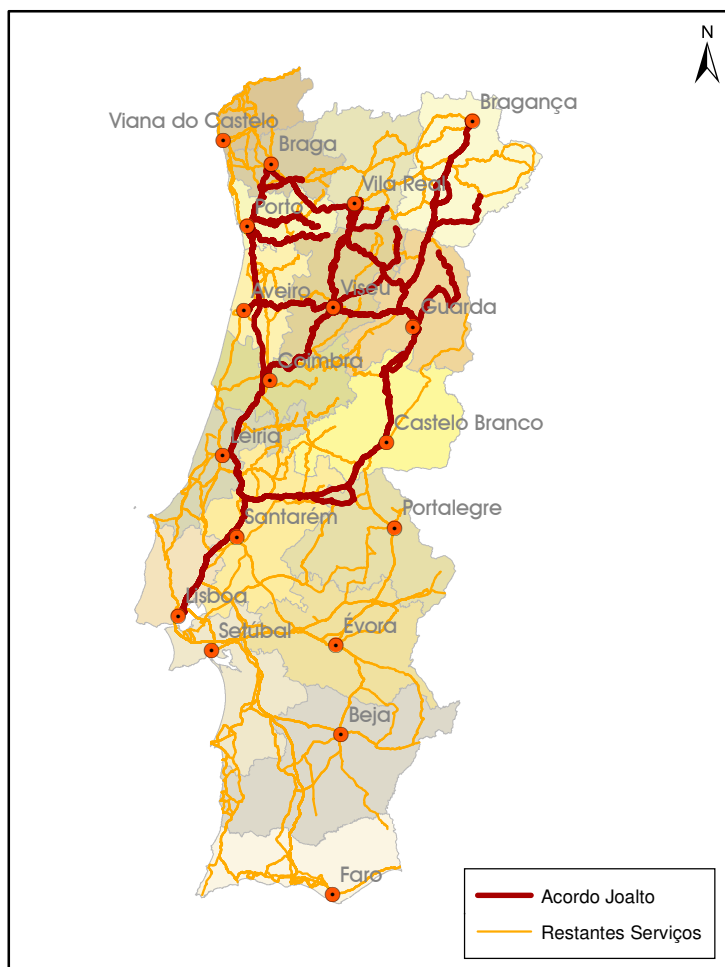 N
Bragança
Viana do Castelo
Braga
Vila Real
Porto
Aveiro
Viseu
Guarda
Coimbra
Castelo Branco
Leiria
Portalegre
Santarém
Lisboa
Setúbal
Évora
Beja
Faro
Acordo Joalto
Restantes Serviços